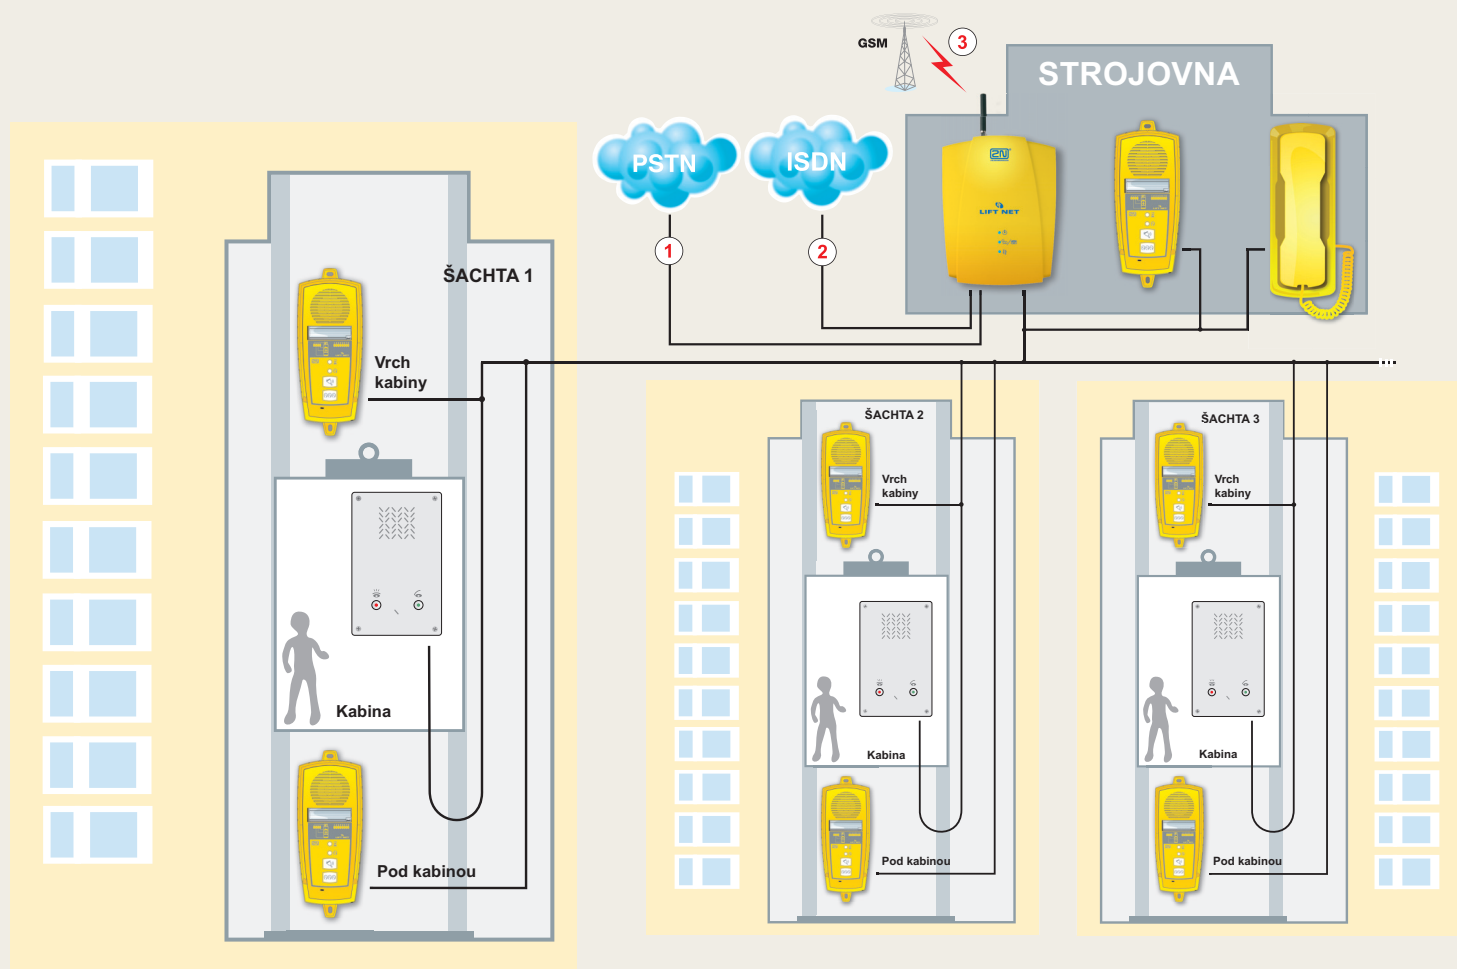 GSM
3
STROJOVNA
PSTN
ISDN
2N
LIFT NET
1
2
ŠACHTA 1
Vrch
kabiny
Kabina
Pod kabinou
ŠACHTA 2
Vrch
kabiny
Kabina
Pod kabinou
ŠACHTA 3
Vrch
kabiny
Kabina
Pod kabinou